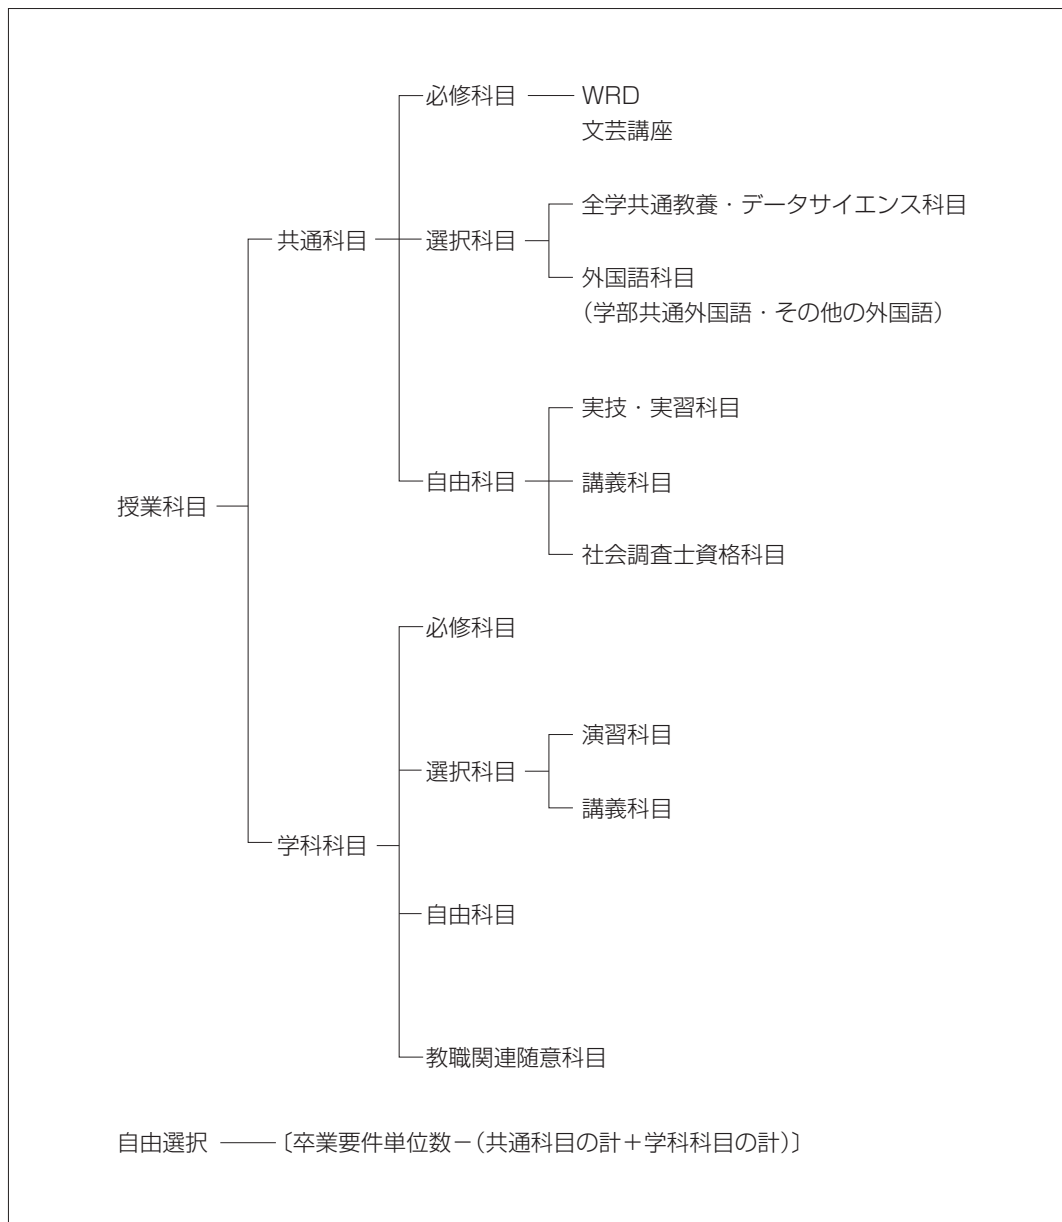 必修科目
WRD
文芸講座
全学共通教養・データサイエンス科目
共通科目
選択科目
外国語科目
（学部共通外国語・その他の外国語）
実技・実習科目
自由科目
講義科目
授業科目
社会調査士資格科目
必修科目
演習科目
選択科目
講義科目
学科科目
自由科目
教職関連随意科目
自由選択
〔卒業要件単位数－（共通科目の計＋学科科目の計）〕